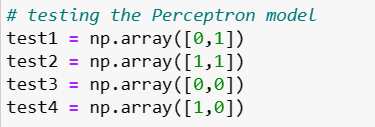 # testing the Perceptron model
test1 = np.array([0,1])
test2 = np.array([1,1])
test3 = np.array([0,0])
test4 = np.array([1,0])